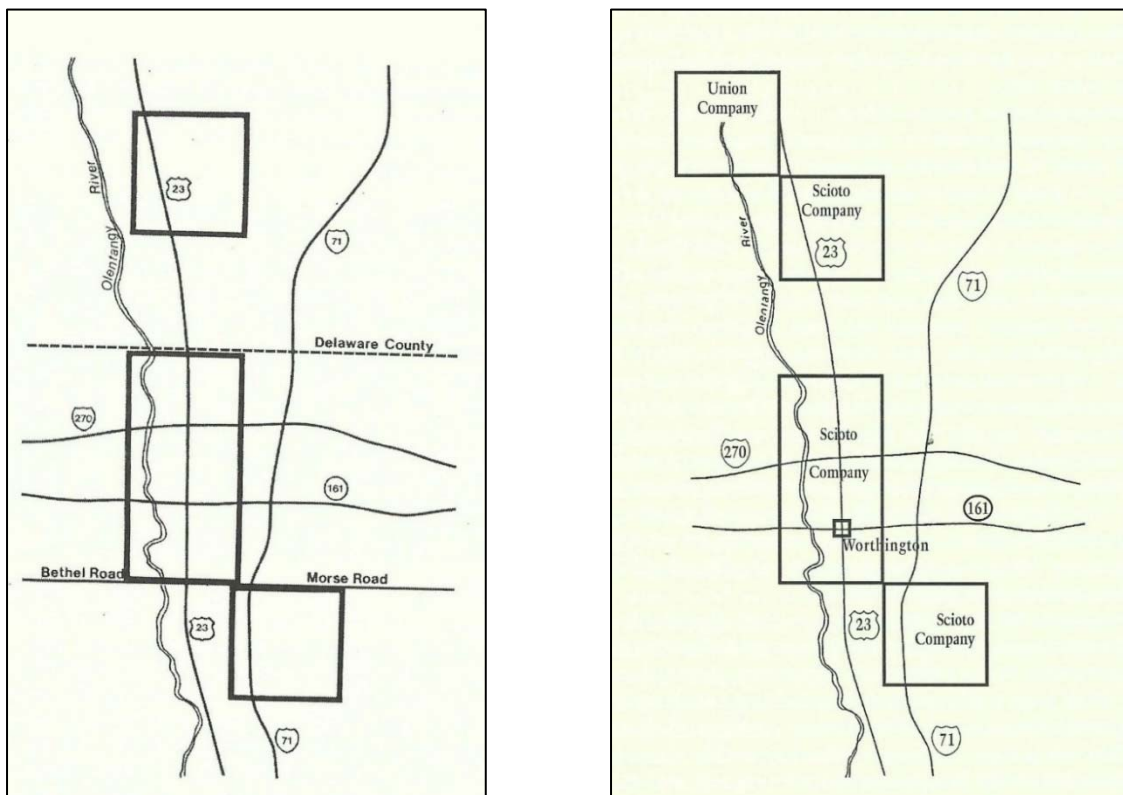 River
23
Olentangy
71
Delaware County
270
161
Bethel Road
Morse Road
23
71
Union
Company
Scioto
Company
River
23
71
Olentangy
Scioto
270
Company
161
Worthington
23
Scioto
Company
71